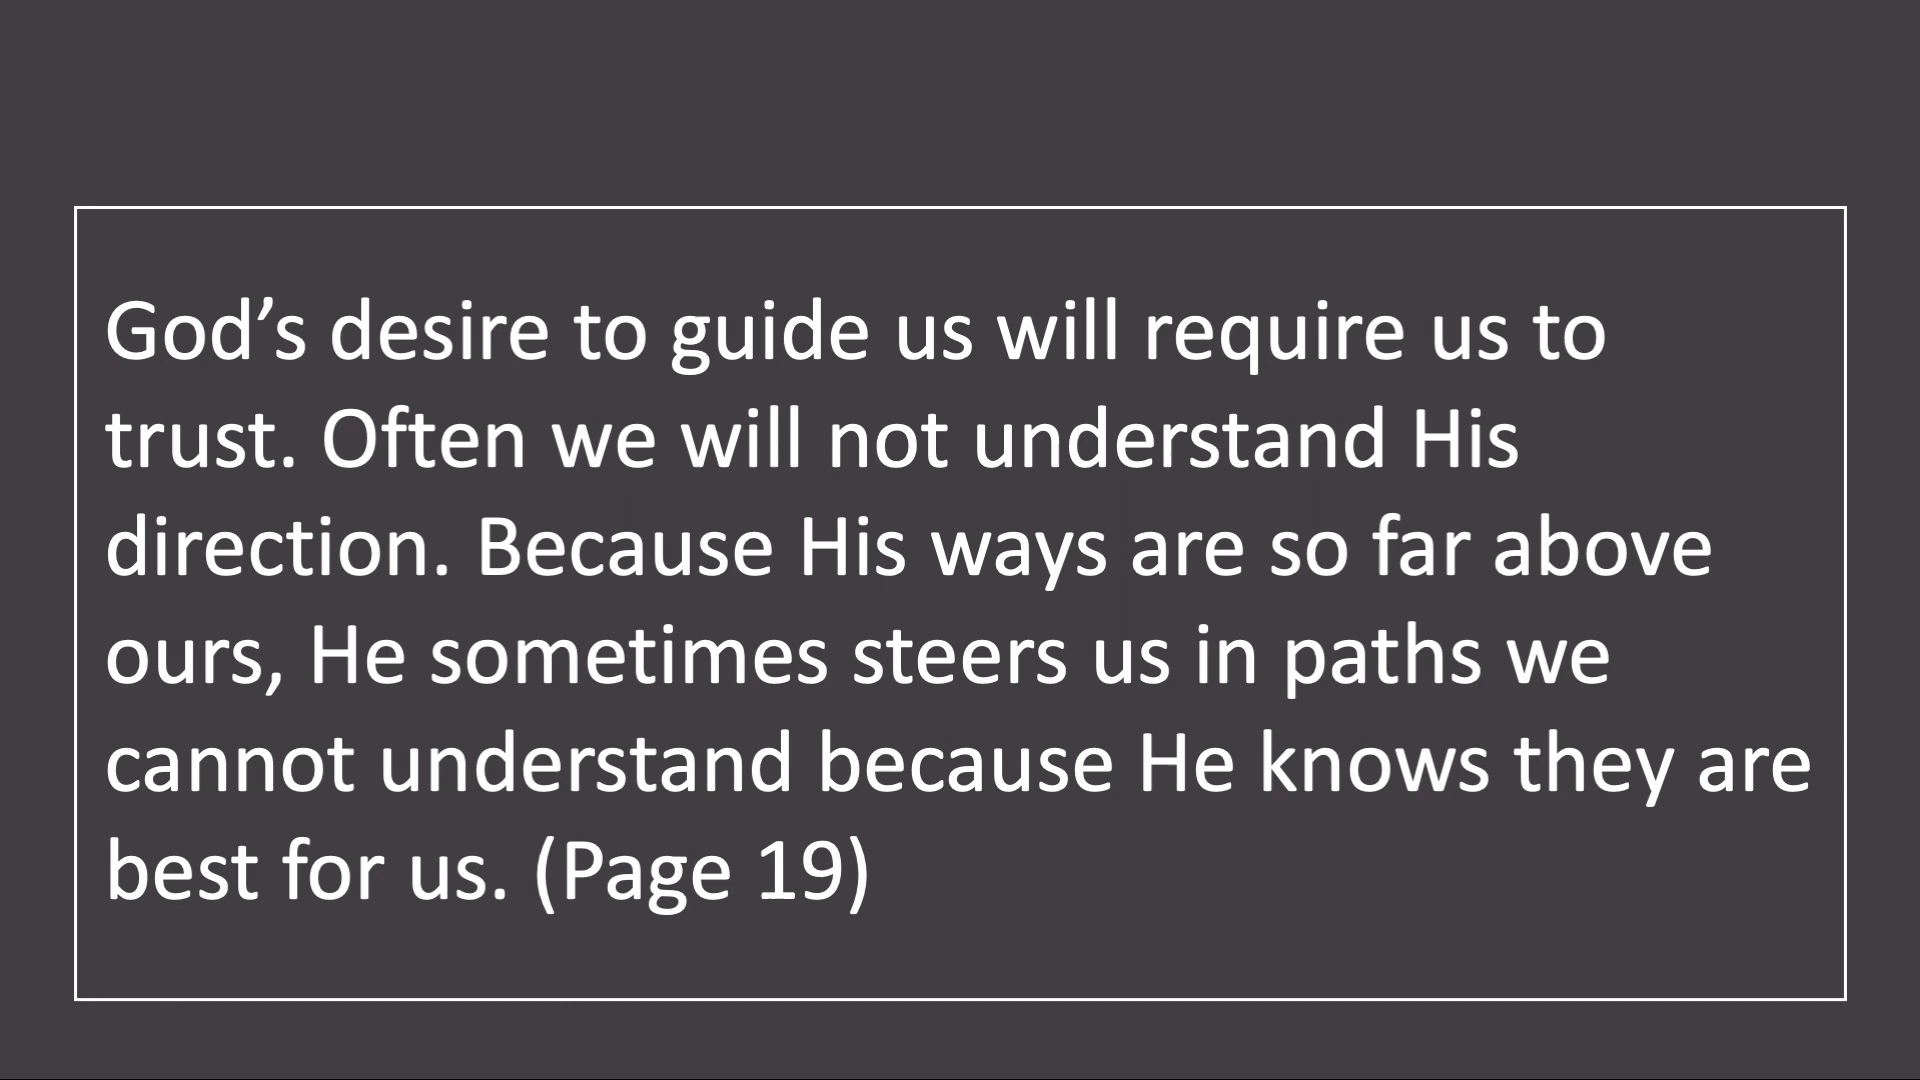 God’s desire to guide us will require us to
trust. Often we will not understand His
direction. Because His ways are so far above
ours, He sometimes steers us in paths we
cannot understand because He knows they are
best for us. (Page 19)